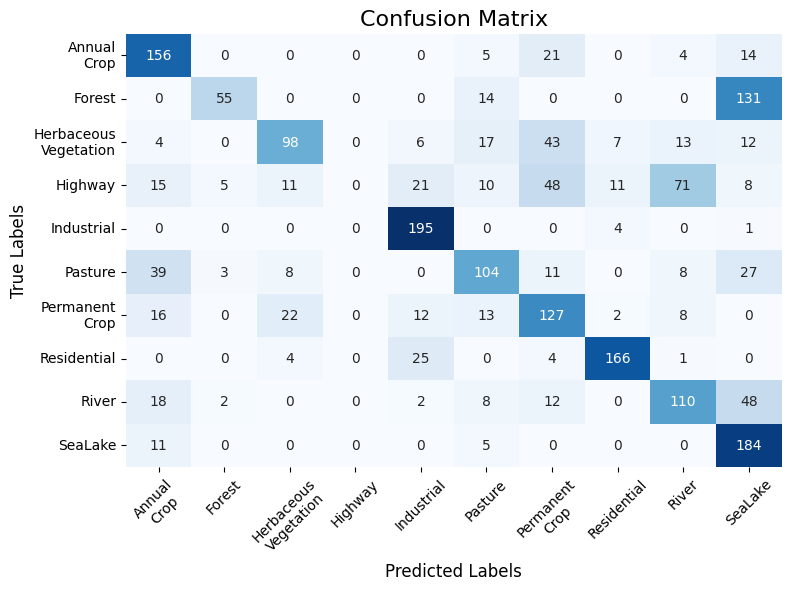 Confusion Matrix
True Labels
Annual
Crop
156 0 0 0 0 5 21 0 4 14
Forest
0 55 0 0 0 14 0 0 0 131
Herbaceous
Vegetation
4 0 98 0 6 17 43 7 13 12
Highway
15 5 11 0 21 10 48 11 71 8
Industrial
0 0 0 0 195 0 0 4 0 1
Pasture
39 3 8 0 0 104 11 0 8 27
Permanent
Crop
16 0 22 0 12 13 127 2 8 0
Residential
0 0 4 0 25 0 4 166 1 0
River
18 2 0 0 2 8 12 0 110 48
SeaLake
11 0 0 0 0 5 0 0 0 184
Annual
Crop
Forest
Herbaceous
Vegetation
Highway
Industrial
Pasture
Permanent
Crop
Residential
River
SeaLake
Predicted Labels